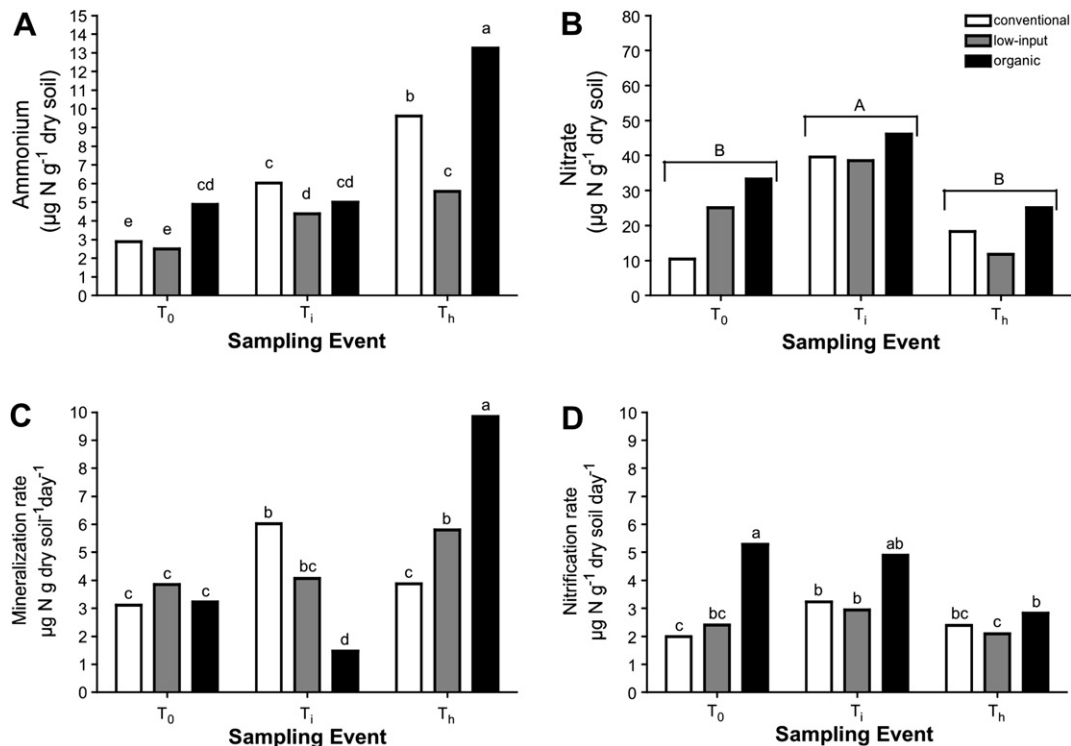 A
Ammonium
(µg N g⁻¹ dry soil)
15
14
13
12
11
10
9
8
7
6
5
4
3
2
1
0
e e cd
c d cd
b c a
T₀ Tᵢ Tₕ
Sampling Event
B
Nitrate
(µg N g⁻¹ dry soil)
80
70
60
50
40
30
20
10
0
conventional
low-input
organic
B A B
T₀ Tᵢ Tₕ
Sampling Event
C
Mineralization rate
µg N g dry soil⁻¹day⁻¹
10
9
8
7
6
5
4
3
2
1
0
c c c
b bc d
c b a
T₀ Tᵢ Tₕ
Sampling Event
D
Nitrification rate
µg N g⁻¹ dry soil day⁻¹
10
9
8
7
6
5
4
3
2
1
0
c bc a
b b ab
bc c b
T₀ Tᵢ Tₕ
Sampling Event